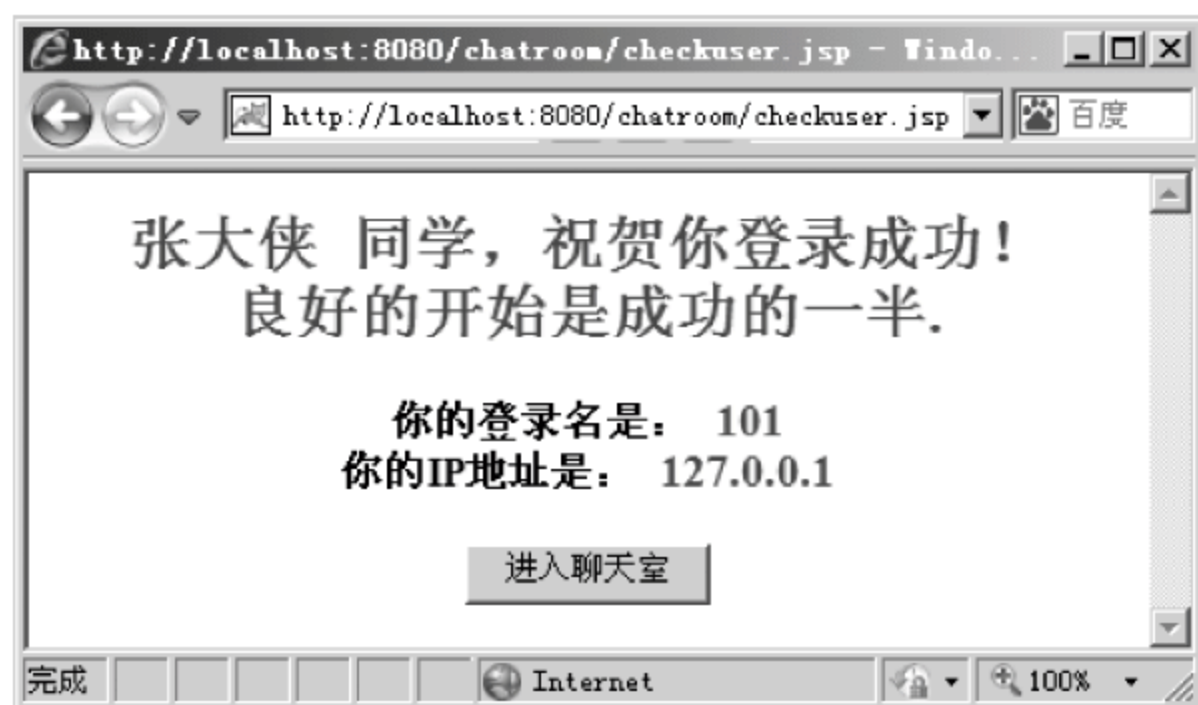 http://localhost:8080/chatroom/checkuser.jsp - Windo...
http://localhost:8080/chatroom/checkuser.jsp 百度
张大侠 同学，祝贺你登录成功！
良好的开始是成功的一半.
你的登录名是： 101
你的IP地址是： 127.0.0.1
进入聊天室
完成 Internet 100%